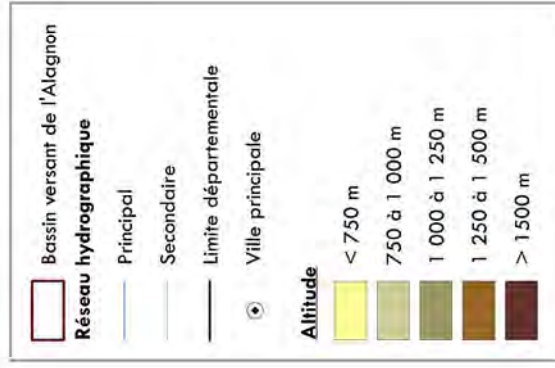 Bassin versant de l'Alagnon
Réseau hydrographique
Principal
Secondaire
Limite départementale
Ville principale
Altitude
< 750 m
750 à 1 000 m
1 000 à 1 250 m
1 250 à 1 500 m
> 1500 m